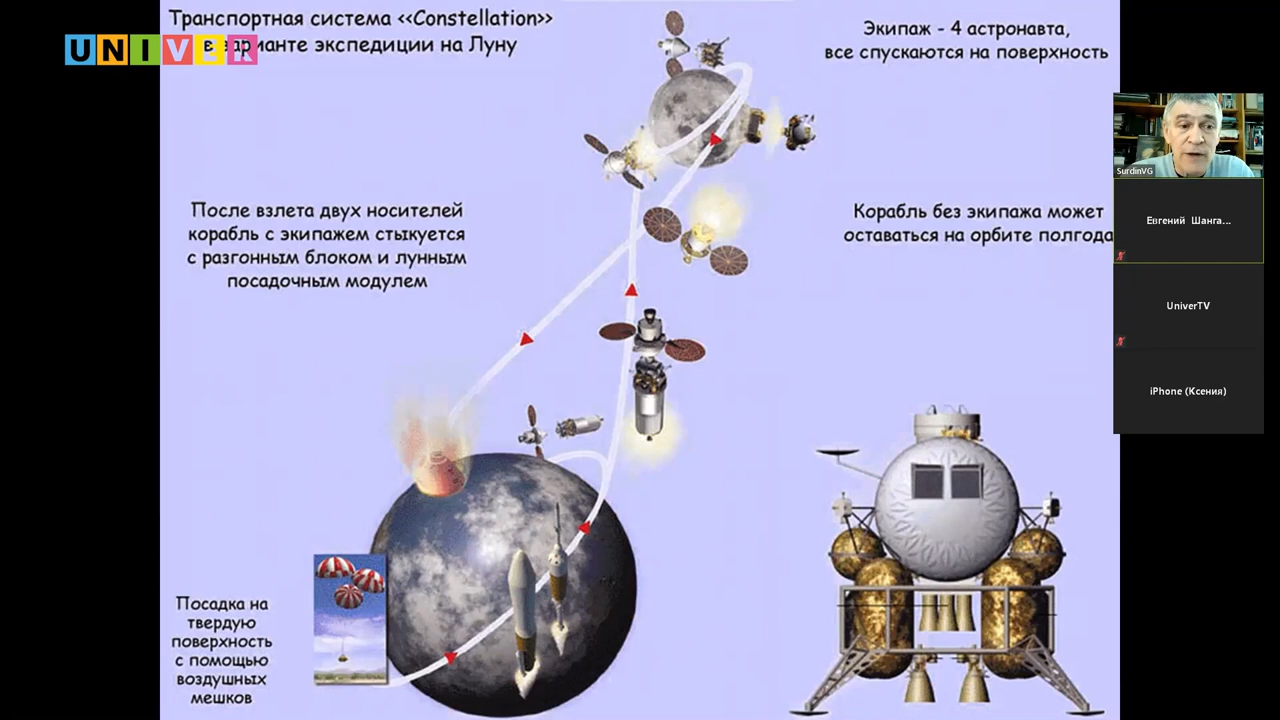 Транспортная система <<Constellation>>
в варианте экспедиции на Луну
UNIVER
Экипаж - 4 астронавта,
все спускаются на поверхность
SurdinVG
После взлета двух носителей
корабль с экипажем стыкуется
с разгонным блоком и лунным
посадочным модулем
Корабль без экипажа может
оставаться на орбите полгода
Евгений Шанга...
UniverTV
iPhone (Ксения)
Посадка на
твердую
поверхность
с помощью
воздушных
мешков